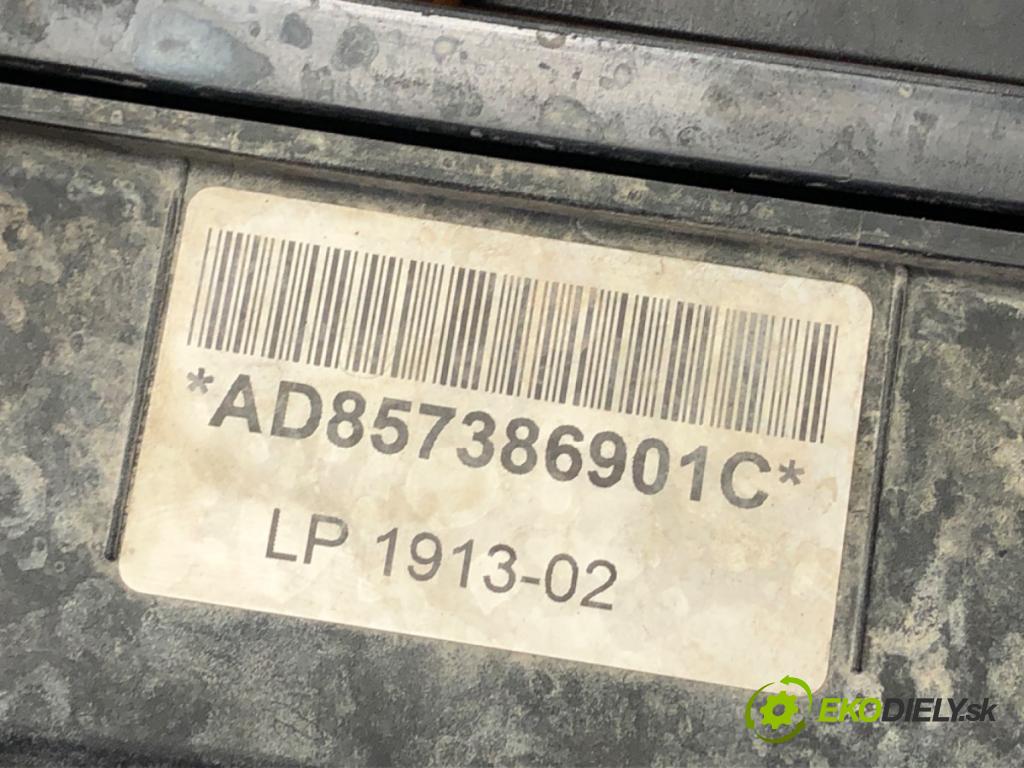 *AD857386901C*
LP 1913-02
EKODIELY.sk